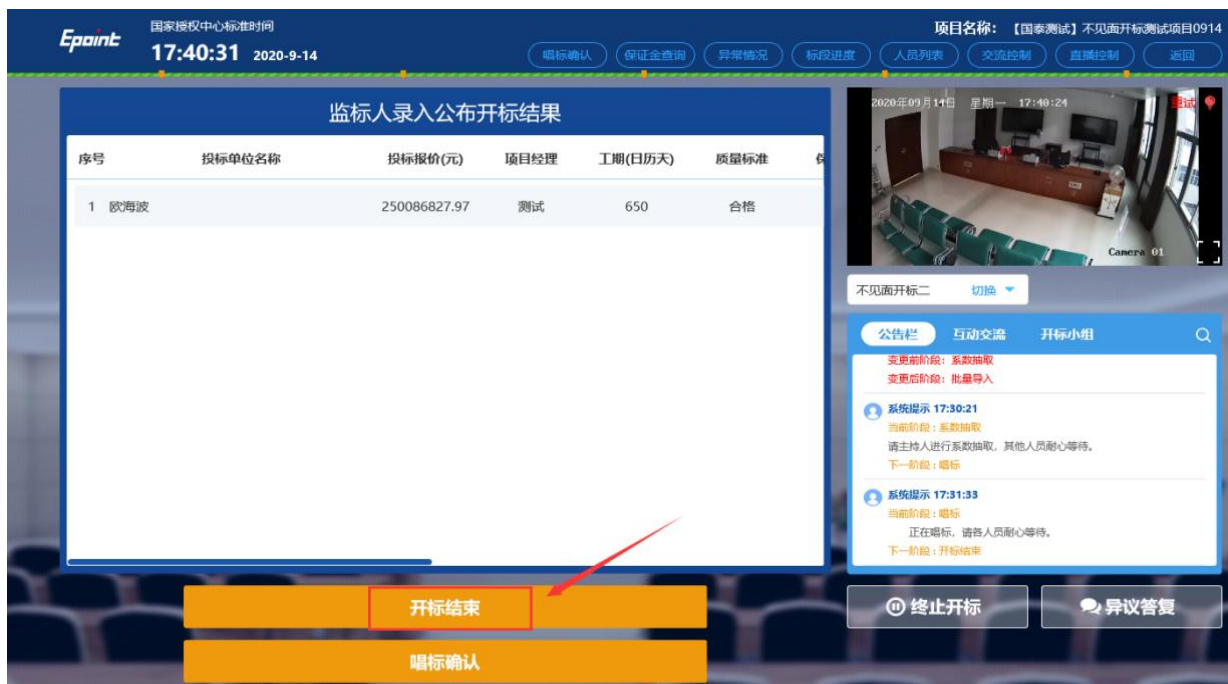 Epoint
国家授权中心标准时间
17:40:31 2020-9-14
项目名称：【国泰测试】不见面开标测试项目0914
唱标确认 保证金查询 异常情况 标段进度 人员列表 交流控制 直播控制 返回
监标人录入公布开标结果
序号 投标单位名称 投标报价(元) 项目经理 工期(日历天) 质量标准
1 欧海波 250086827.97 测试 650 合格
2020年09月14日 星期一 17:40:24
重试
Camera 01
不见面开标二 切换
公告栏 互动交流 开标小组
变更前阶段：系数抽取
变更后阶段：批量导入
系统提示 17:30:21
当前阶段：系数抽取
请主持人进行系数抽取，其他人员耐心等待。
下一阶段：唱标
系统提示 17:31:33
当前阶段：唱标
正在唱标，请各人员耐心等待。
下一阶段：开标结束
开标结束
唱标确认
终止开标 异议答复